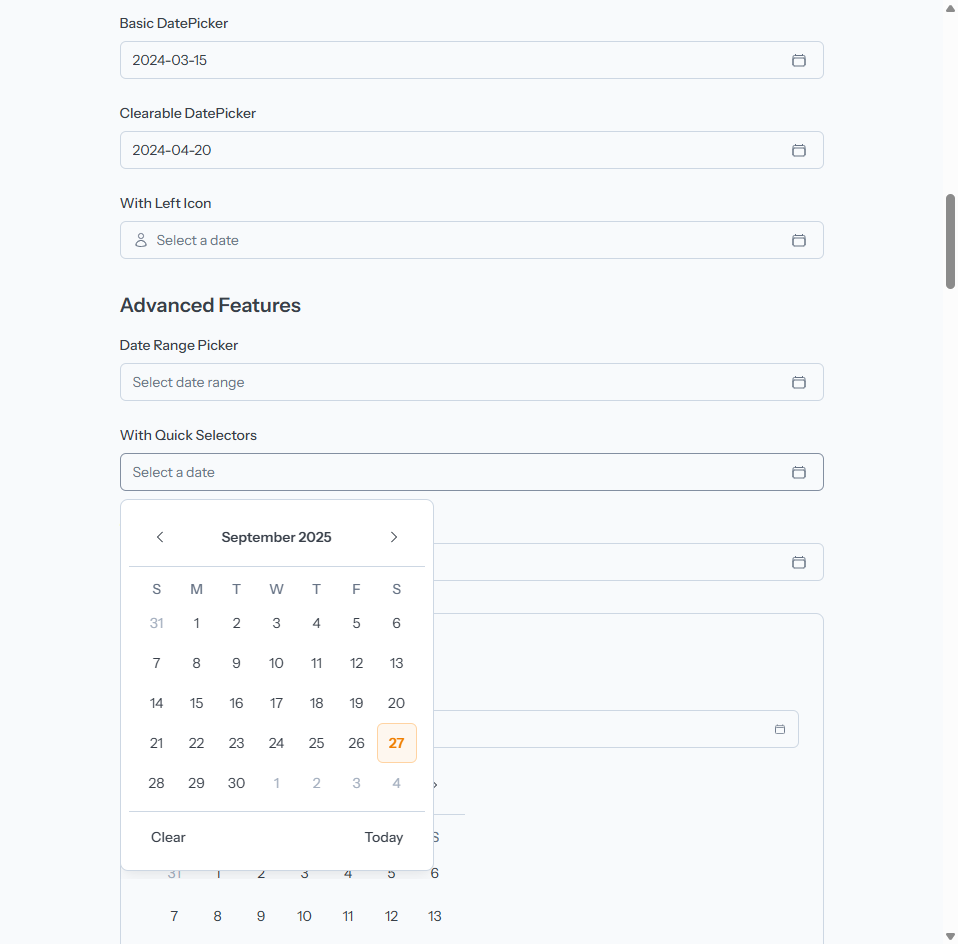 Basic DatePicker
2024-03-15
Clearable DatePicker
2024-04-20
With Left Icon
Select a date
Advanced Features
Date Range Picker
Select date range
With Quick Selectors
Select a date
September 2025
S M T W T F S
31 1 2 3 4 5 6
7 8 9 10 11 12 13
14 15 16 17 18 19 20
21 22 23 24 25 26 27
28 29 30 1 2 3 4
Clear Today
S
31 1 2 3 4 5 6
7 8 9 10 11 12 13